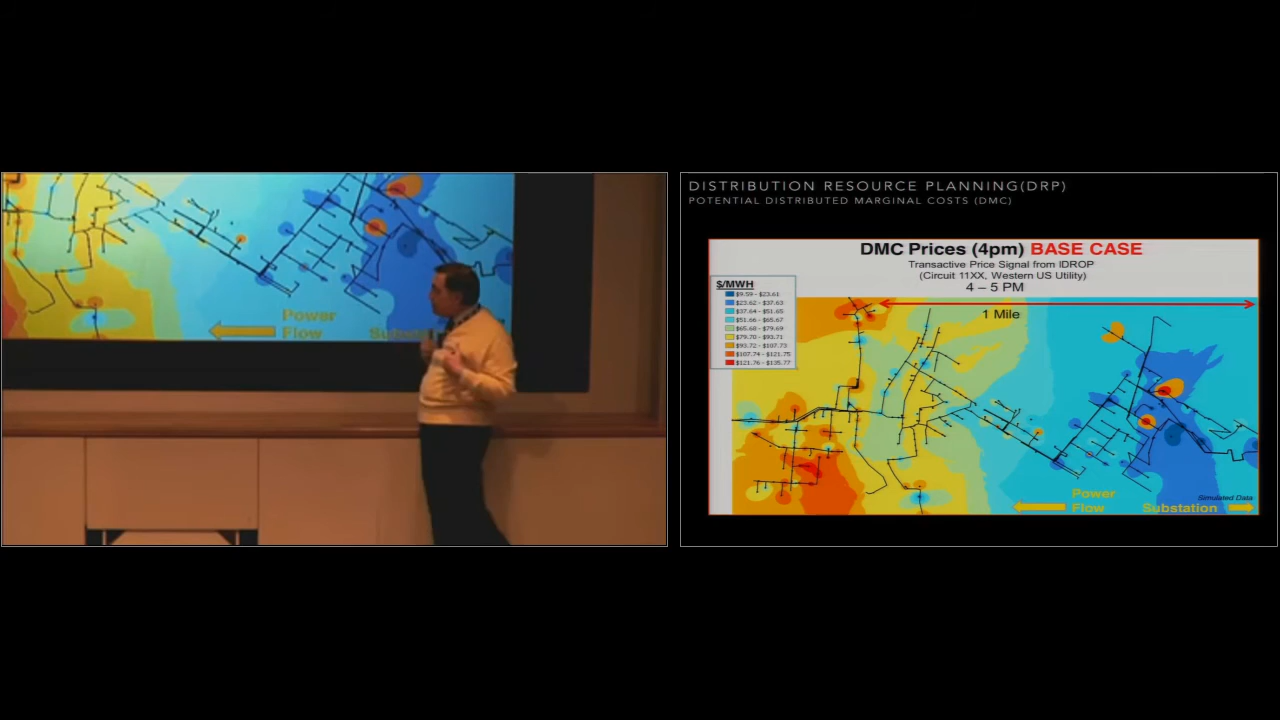 Power
Flow
DISTRIBUTION RESOURCE PLANNING(DRP)
POTENTIAL DISTRIBUTED MARGINAL COSTS (DMC)
DMC Prices (4pm) BASE CASE
Transactive Price Signal from IDROP
(Circuit 11XX, Western US Utility)
4 – 5 PM
$/MWH
$9.59 - $23.61
$23.62 - $37.63
$37.64 - $51.65
$51.66 - $65.67
$65.68 - $79.69
$79.70 - $93.71
$93.72 - $107.73
$107.74 - $121.75
$121.76 - $135.77
1 Mile
Simulated Data
Power
Flow
Substation